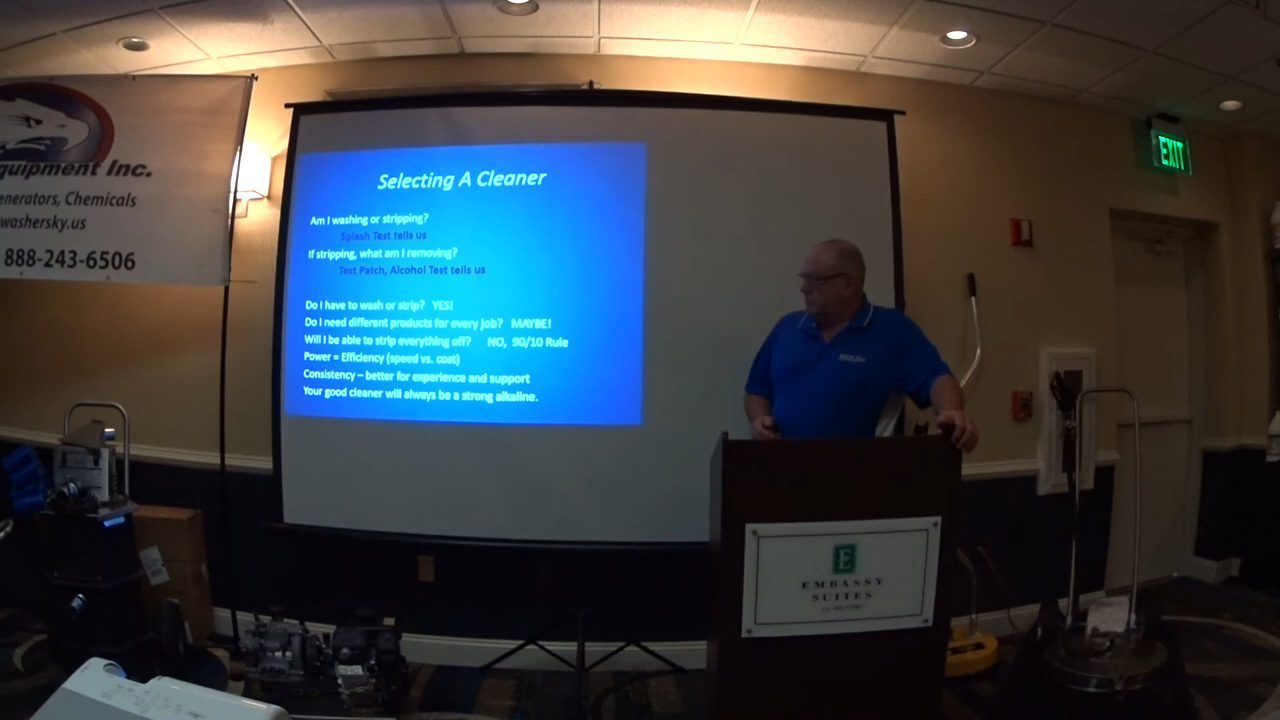 quipment Inc.
enerators, Chemicals
washersky.us
888-243-6506
Selecting A Cleaner
Am I washing or stripping?
Splash Test tells us
If stripping, what am I removing?
Test Patch, Alcohol Test tells us
Do I have to wash or strip? YES!
Do I need different products for every job? MAYBE!
Will I be able to strip everything off? NO, 90/10 Rule
Power = Efficiency (speed vs. cost)
Consistency – better for experience and support
Your good cleaner will always be a strong alkaline.
EXIT
E
EMBASSY
SUITES